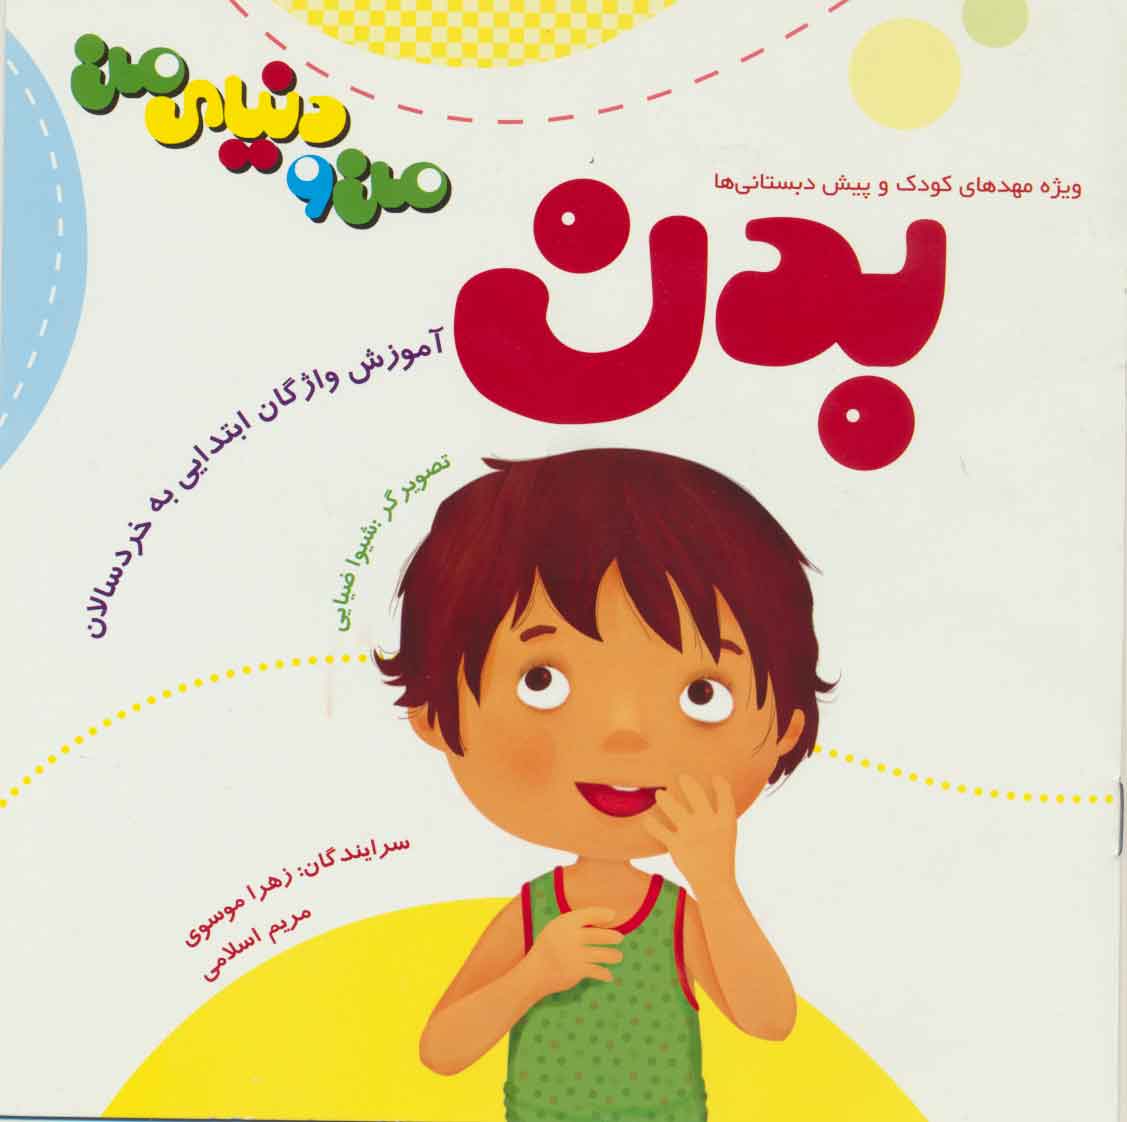 من و
دنیای من
ویژه مهدهای کودک و پیش دبستانی‌ها
بدن
آموزش واژگان ابتدایی به خردسالان
تصویر گر :شیوا ضیایی
سرایندگان: زهرا موسوی
مریم اسلامی